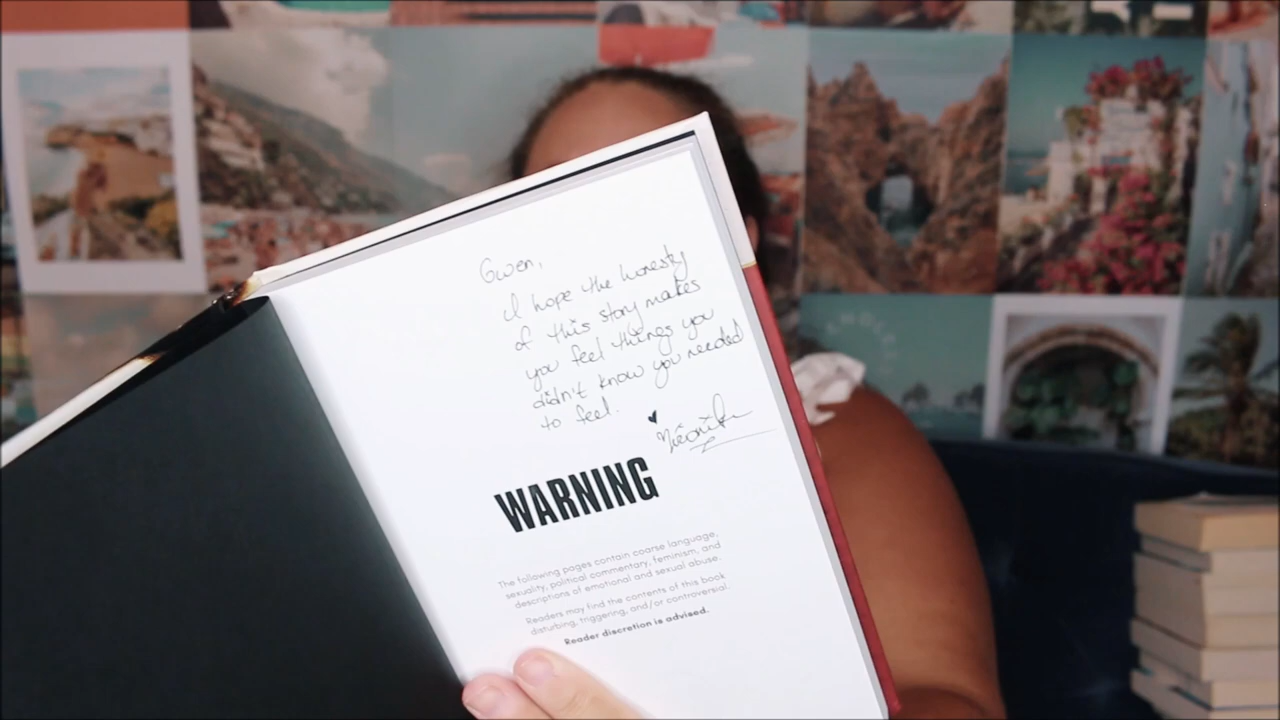 Gwen,
I hope the honesty
of this story makes
you feel things you
didn't know you needed
to feel.
WARNING
The following pages contain coarse language,
sexuality, political commentary, feminism, and
descriptions of emotional and sexual abuse.
Readers may find the contents of this book
disturbing, triggering, and/or controversial.
Reader discretion is advised.